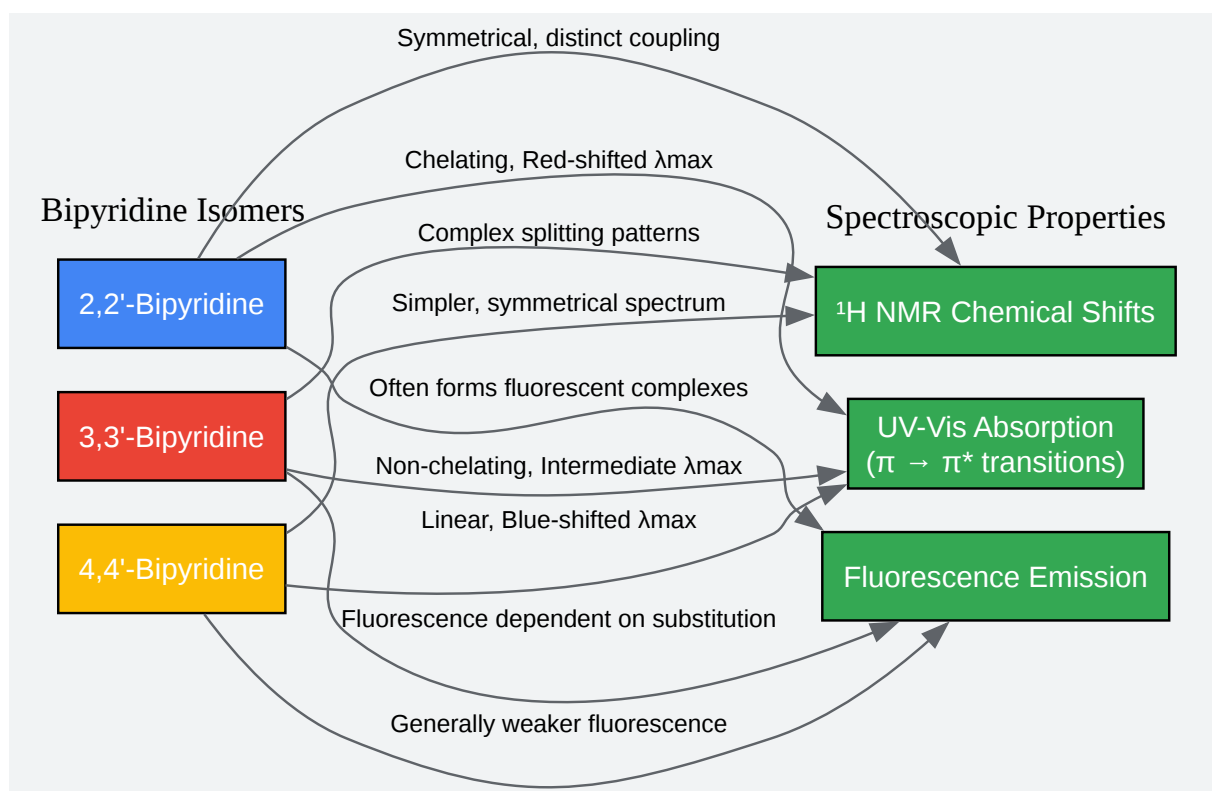 Symmetrical, distinct coupling
Chelating, Red-shifted λmax
Bipyridine Isomers
Spectroscopic Properties
Complex splitting patterns
2,2'-Bipyridine
Simpler, symmetrical spectrum
¹H NMR Chemical Shifts
Often forms fluorescent complexes
3,3'-Bipyridine
UV-Vis Absorption
(π → π* transitions)
Non-chelating, Intermediate λmax
Linear, Blue-shifted λmax
4,4'-Bipyridine
Fluorescence Emission
Fluorescence dependent on substitution
Generally weaker fluorescence